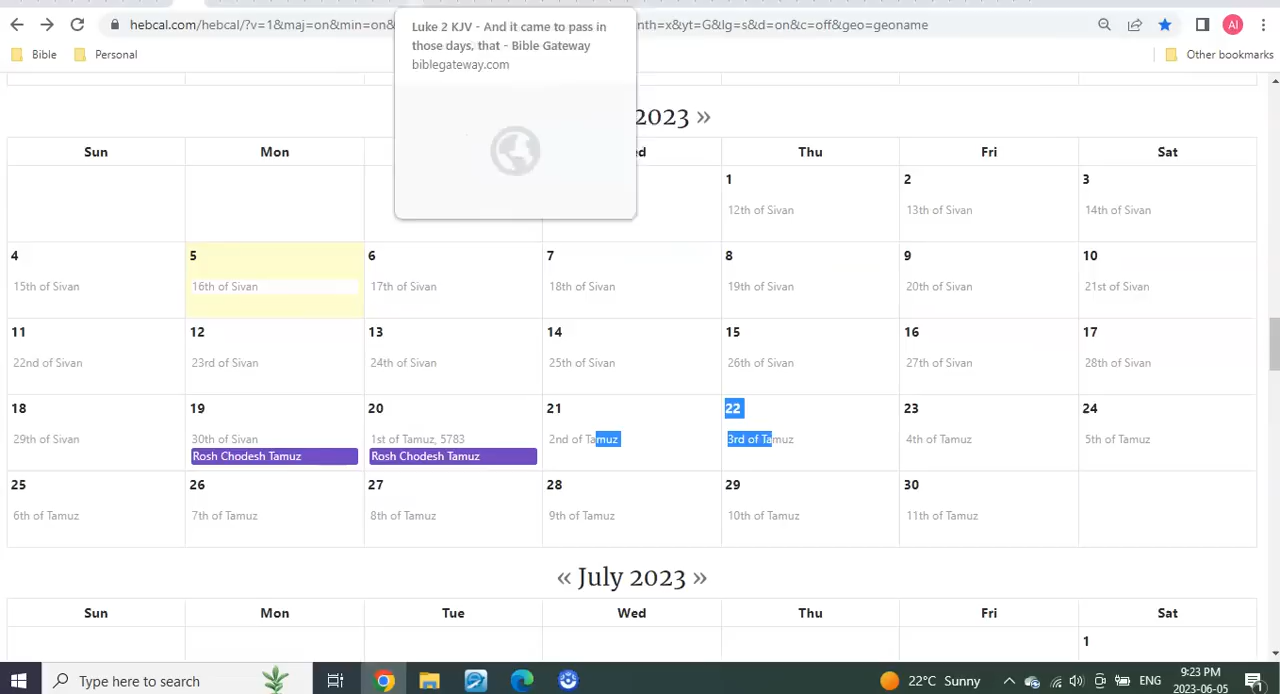 hebcal.com/hebcal/?v=1&maj=on&min=on&
nth=x&yt=G&lg=s&d=on&c=off&geo=geoname
AI
Bible
Personal
Other bookmarks
Luke 2 KJV - And it came to pass in
those days, that - Bible Gateway
biblegateway.com
2023 »
Sun Mon ed Thu Fri Sat
1 2 3
12th of Sivan 13th of Sivan 14th of Sivan
4 5 6 7 8 9 10
15th of Sivan 16th of Sivan 17th of Sivan 18th of Sivan 19th of Sivan 20th of Sivan 21st of Sivan
11 12 13 14 15 16 17
22nd of Sivan 23rd of Sivan 24th of Sivan 25th of Sivan 26th of Sivan 27th of Sivan 28th of Sivan
18 19 20 21 22 23 24
29th of Sivan 30th of Sivan 1st of Tamuz, 5783 2nd of Tamuz 3rd of Tamuz 4th of Tamuz 5th of Tamuz
Rosh Chodesh Tamuz Rosh Chodesh Tamuz
25 26 27 28 29 30
6th of Tamuz 7th of Tamuz 8th of Tamuz 9th of Tamuz 10th of Tamuz 11th of Tamuz
« July 2023 »
Sun Mon Tue Wed Thu Fri Sat
1
Type here to search
22°C Sunny
ENG
9:23 PM
2023-06-05
1